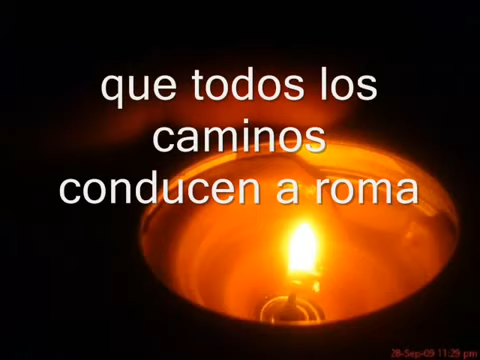 que todos los
caminos
conducen a roma
28-Sep-09 11:29 pm